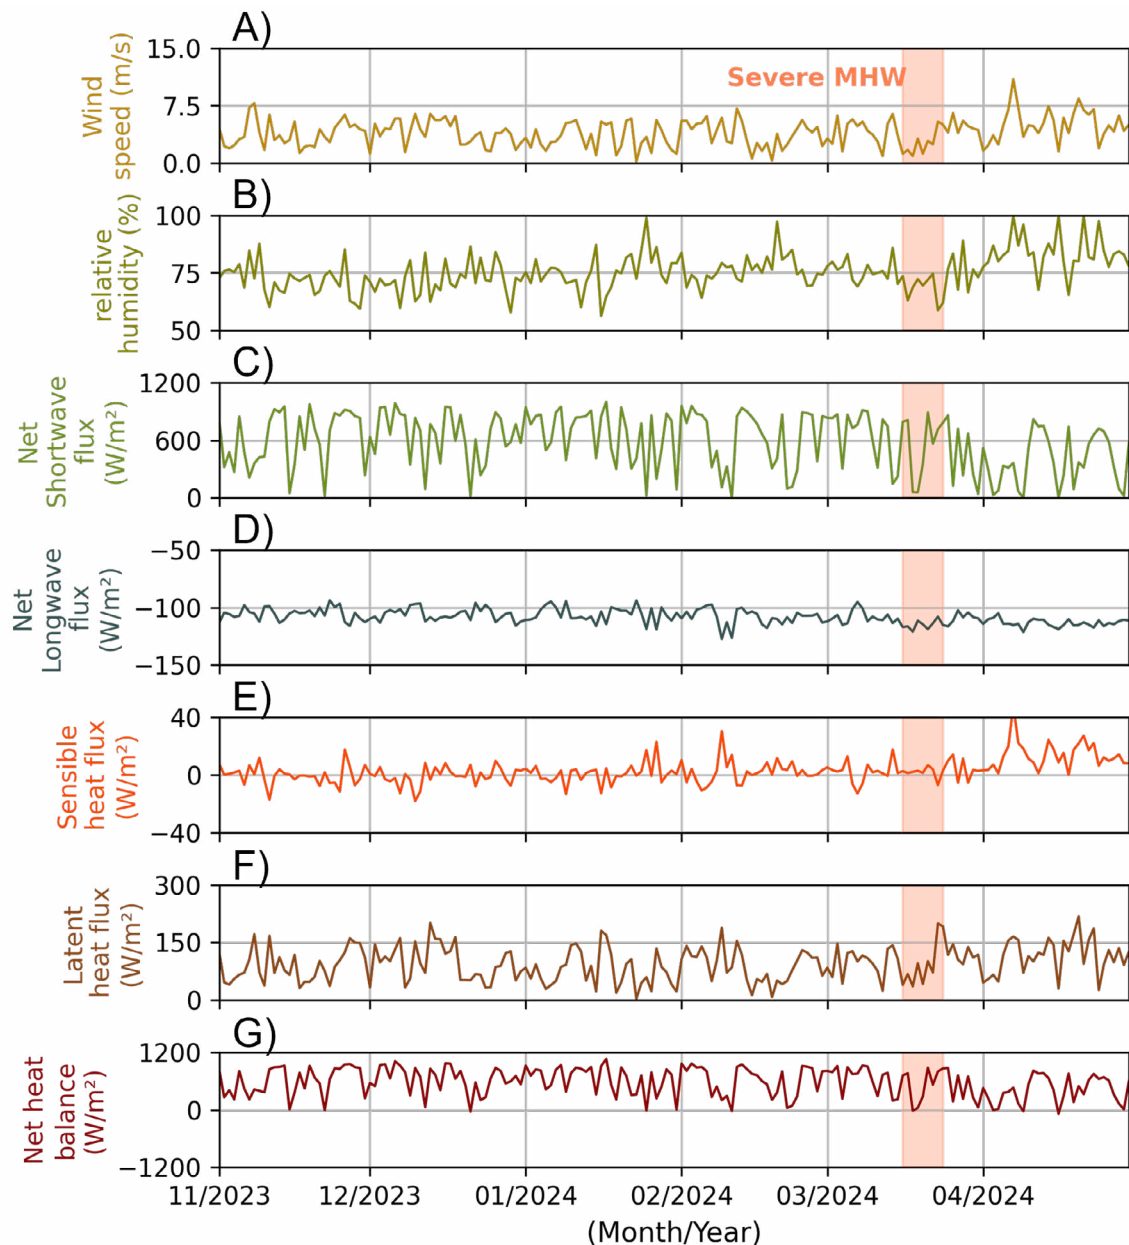 A)
Wind
speed (m/s)
15.0
7.5
0.0
Severe MHW
B)
relative
humidity (%)
100
75
50
C)
Net
Shortwave
flux
(W/m²)
1200
600
0
D)
Net
Longwave
flux
(W/m²)
−50
−100
−150
E)
Sensible
heat flux
(W/m²)
40
0
−40
F)
Latent
heat flux
(W/m²)
300
150
0
G)
Net heat
balance
(W/m²)
1200
0
−1200
11/2023 12/2023 01/2024 02/2024 03/2024 04/2024
(Month/Year)